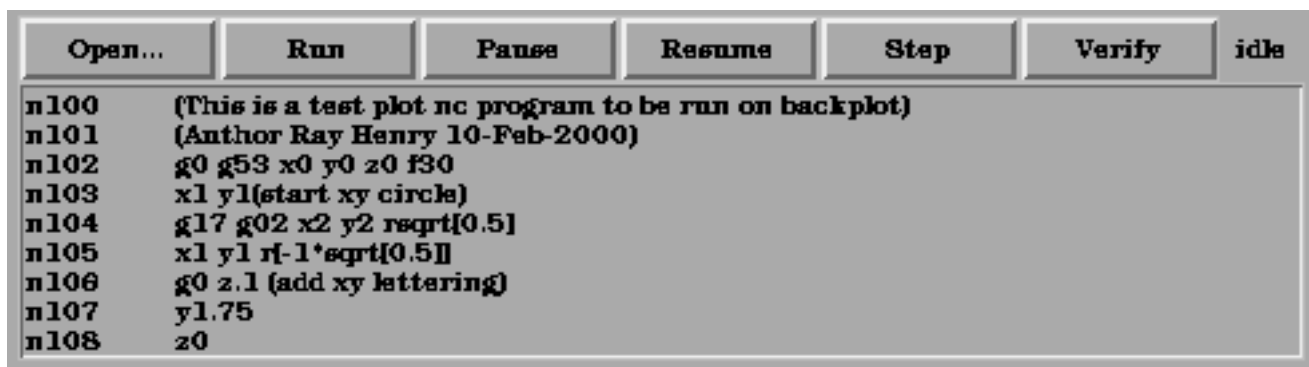 Open... Run Pause Resume Step Verify idle
n100 (This is a test plot nc program to be run on backplot)
n101 (Author Ray Henry 10-Feb-2000)
n102 g0 g53 x0 y0 z0 f30
n103 x1 y1(start xy circle)
n104 g17 g02 x2 y2 rsqrt[0.5]
n105 x1 y1 r[-1*sqrt[0.5]]
n106 g0 z.1 (add xy lettering)
n107 y1.75
n108 z0